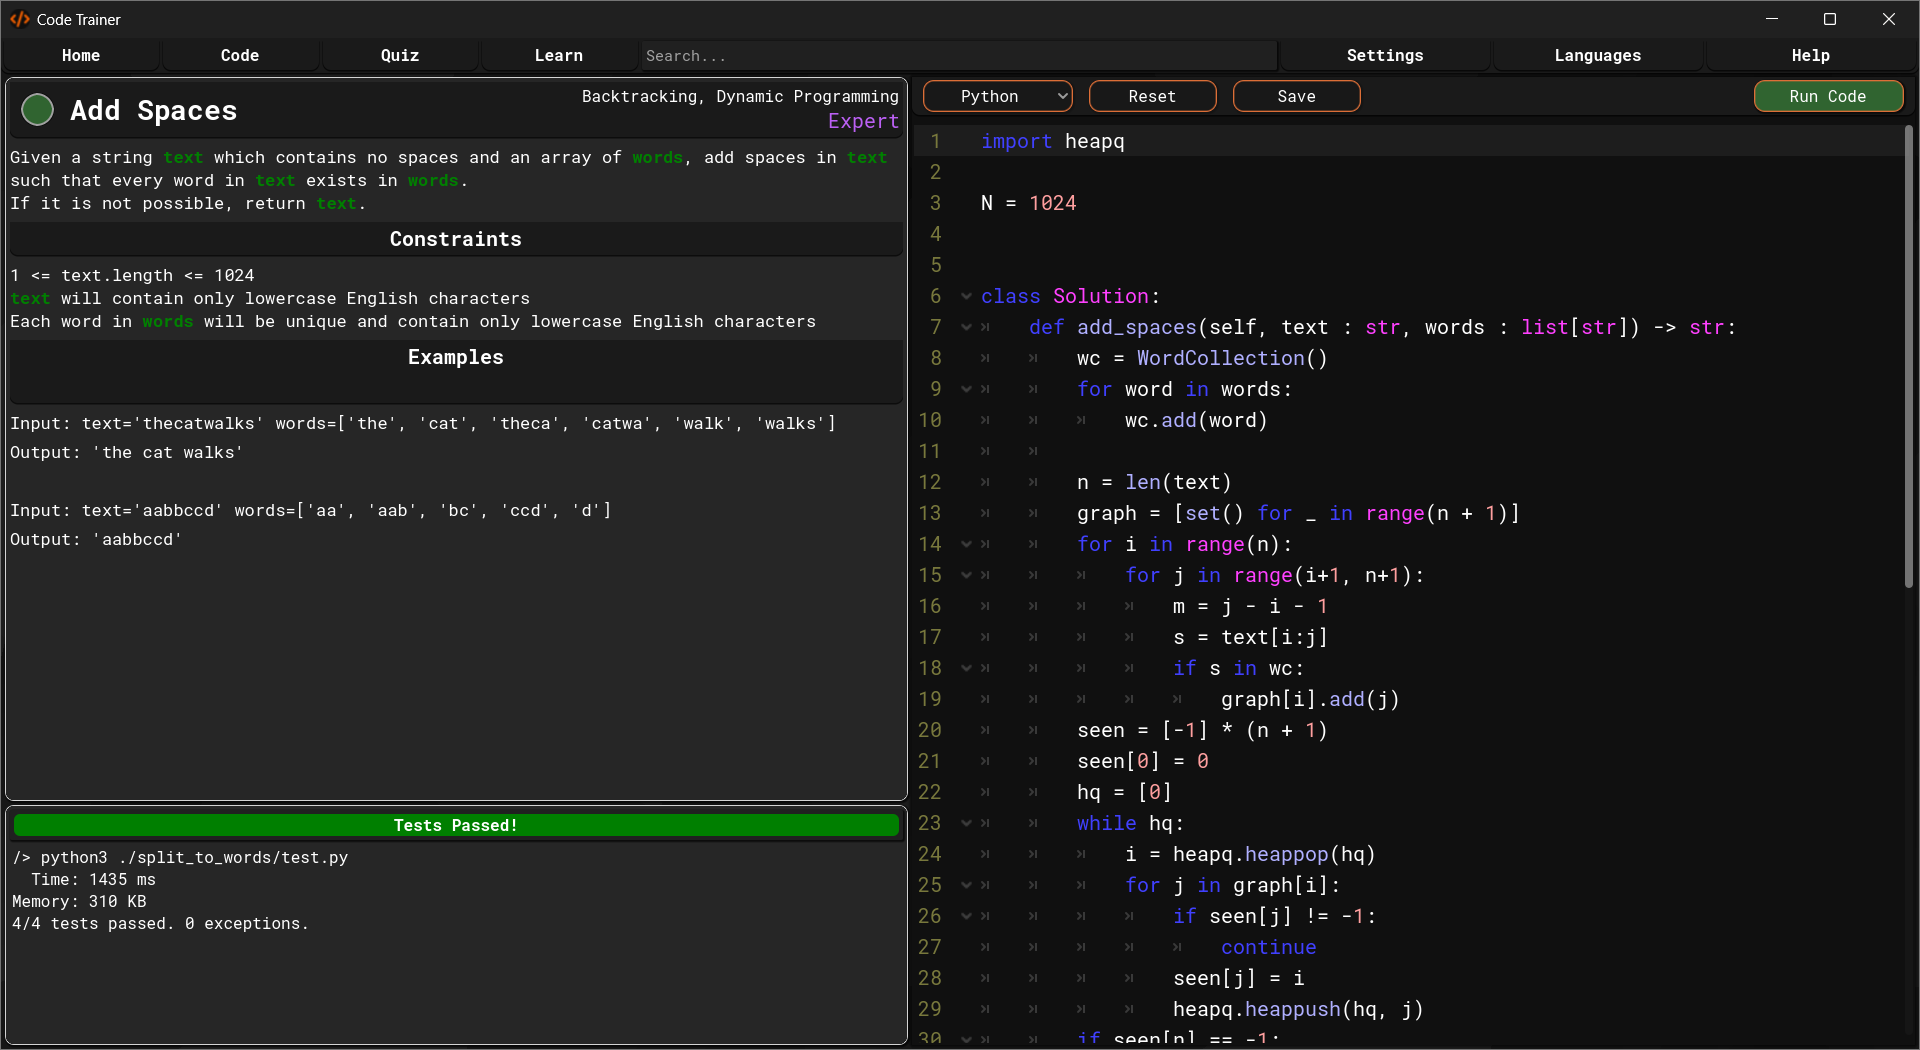 Code Trainer
Home Code Quiz Learn Search... Settings Languages Help
Add Spaces
Backtracking, Dynamic Programming
Expert
Given a string text which contains no spaces and an array of words, add spaces in text
such that every word in text exists in words.
If it is not possible, return text.
Constraints
1 <= text.length <= 1024
text will contain only lowercase English characters
Each word in words will be unique and contain only lowercase English characters
Examples
Input: text='thecatwalks' words=['the', 'cat', 'theca', 'catwa', 'walk', 'walks']
Output: 'the cat walks'
Input: text='aabbccd' words=['aa', 'aab', 'bc', 'ccd', 'd']
Output: 'aabbccd'
Tests Passed!
/> python3 ./split_to_words/test.py
Time: 1435 ms
Memory: 310 KB
4/4 tests passed. 0 exceptions.
Python Reset Save Run Code
1 import heapq
2
3 N = 1024
4
5
6 class Solution:
7 def add_spaces(self, text : str, words : list[str]) -> str:
8 wc = WordCollection()
9 for word in words:
10 wc.add(word)
11
12 n = len(text)
13 graph = [set() for _ in range(n + 1)]
14 for i in range(n):
15 for j in range(i+1, n+1):
16 m = j - i - 1
17 s = text[i:j]
18 if s in wc:
19 graph[i].add(j)
20 seen = [-1] * (n + 1)
21 seen[0] = 0
22 hq = [0]
23 while hq:
24 i = heapq.heappop(hq)
25 for j in graph[i]:
26 if seen[j] != -1:
27 continue
28 seen[j] = i
29 heapq.heappush(hq, j)
30 if seen[n] == -1: